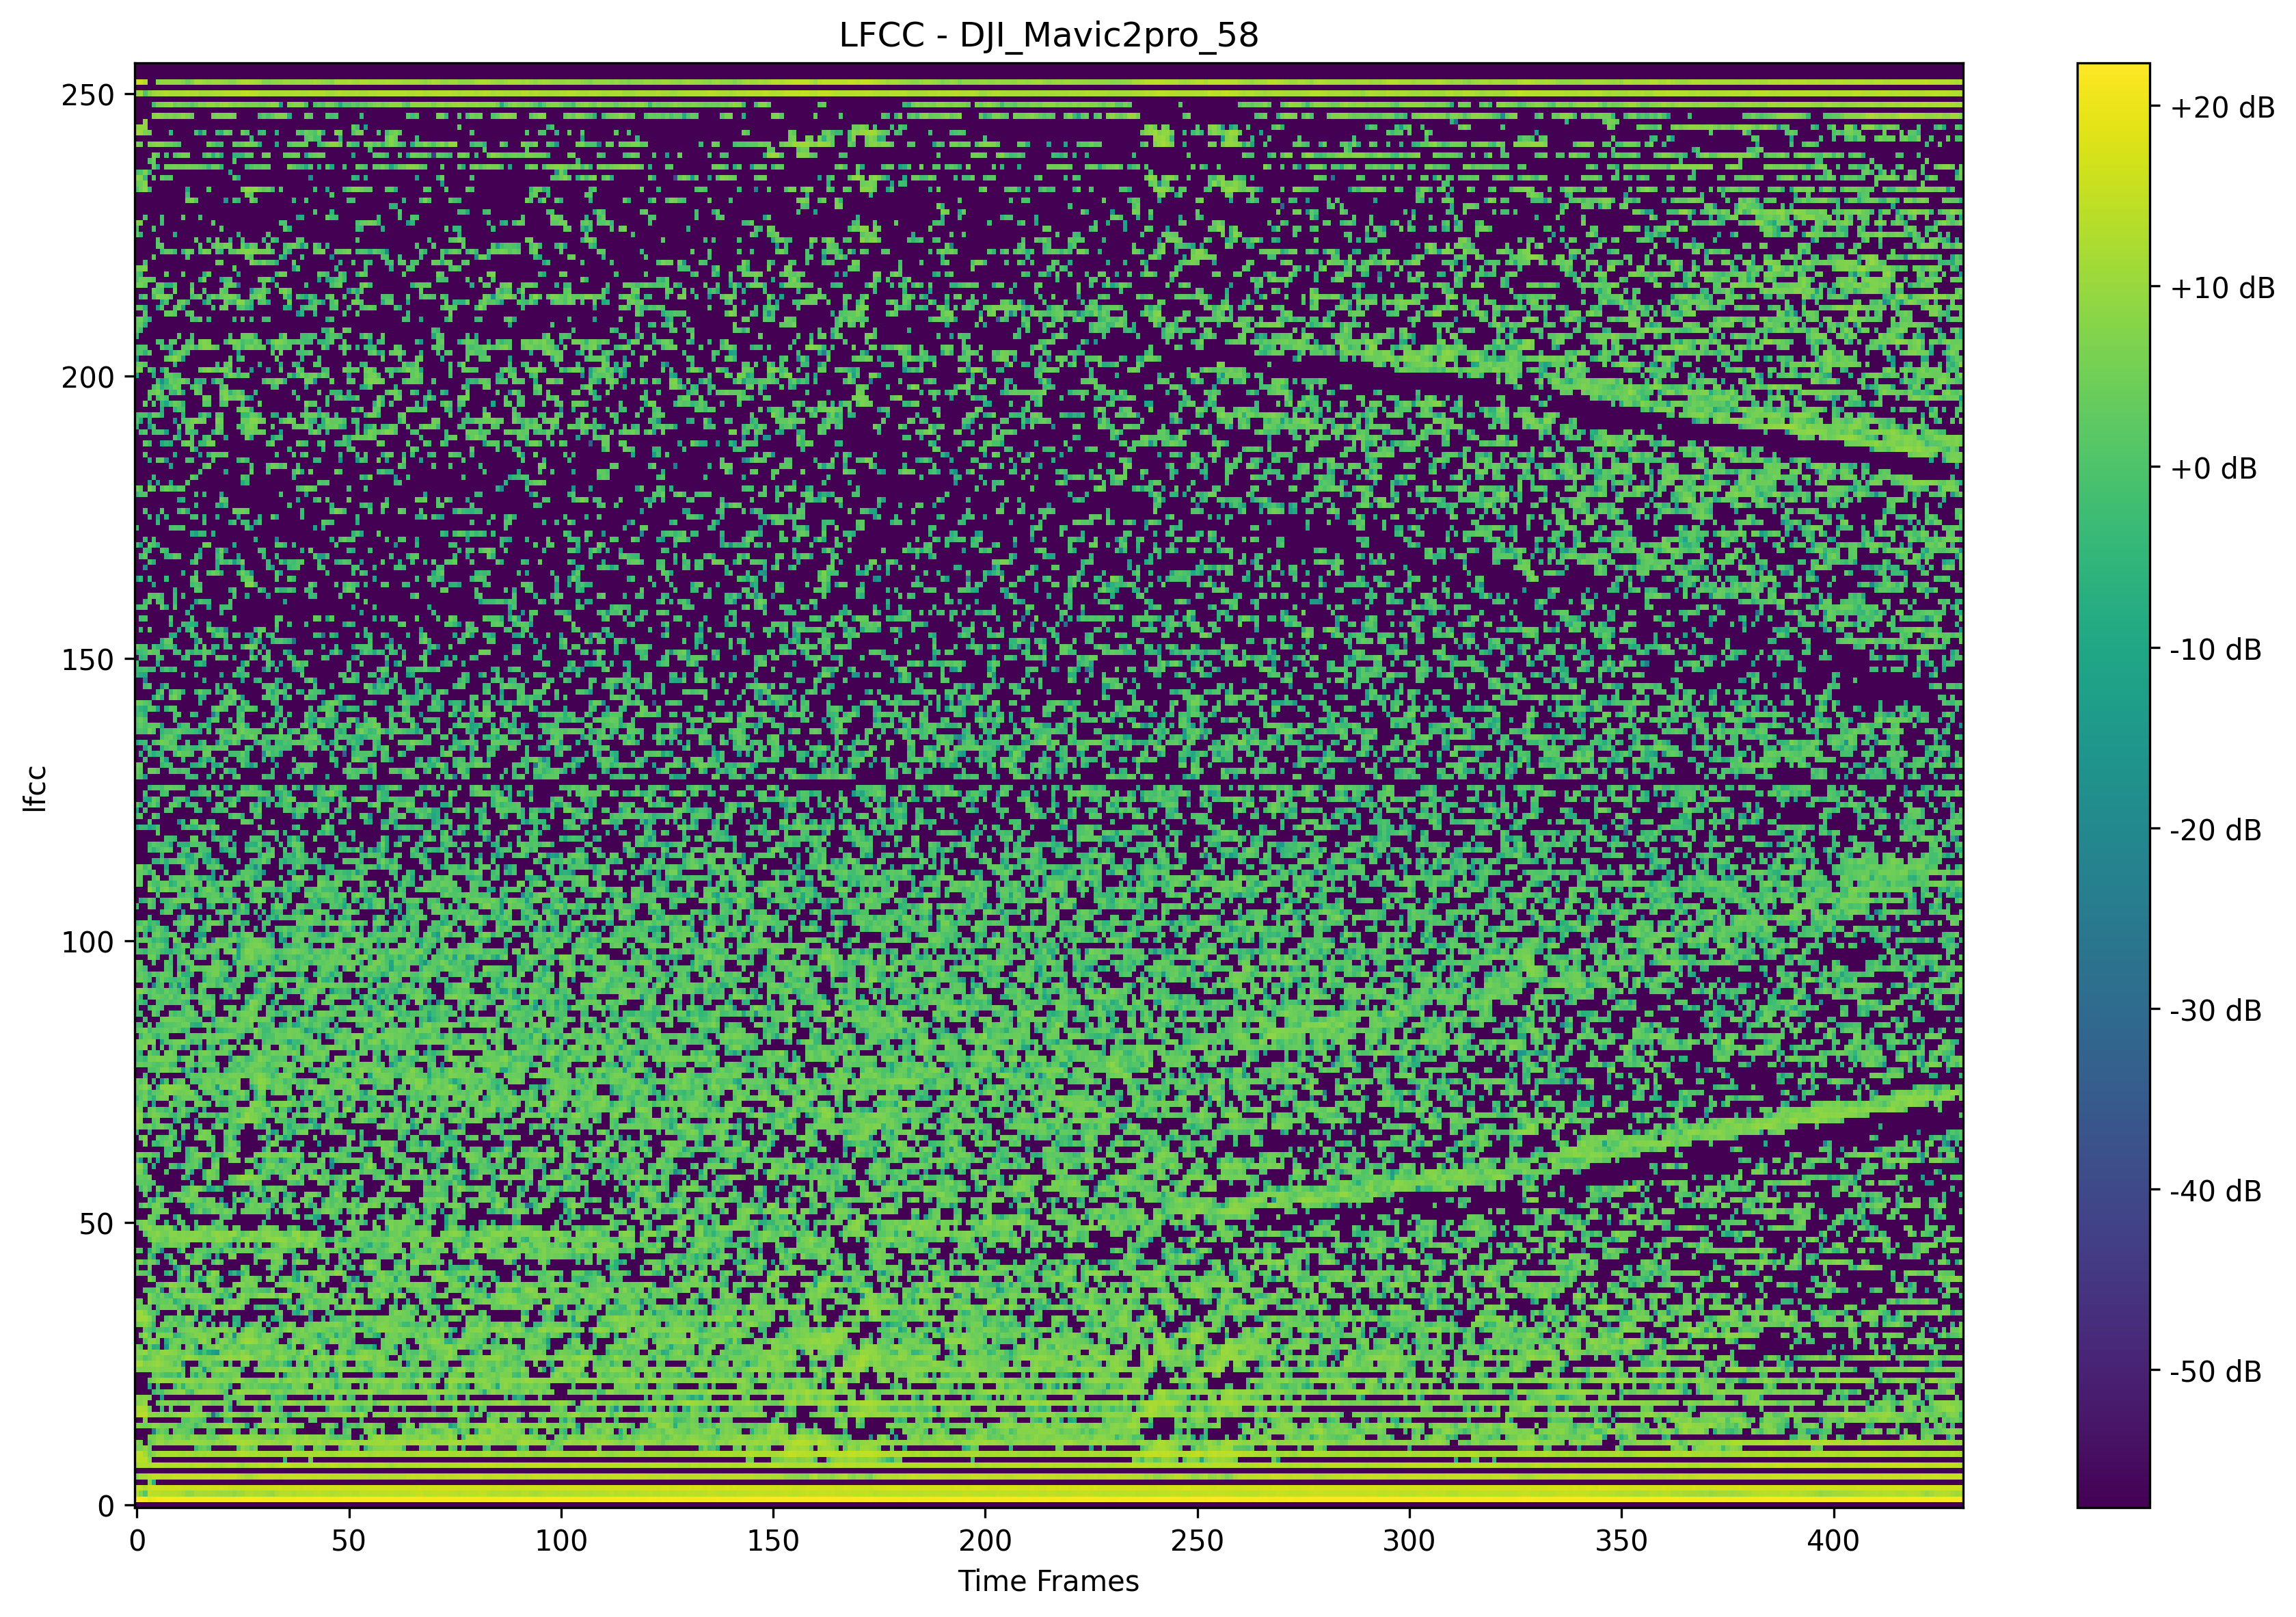 LFCC - DJI_Mavic2pro_58
250
200
150
100
50
0
lfcc
0 50 100 150 200 250 300 350 400
Time Frames
+20 dB
+10 dB
+0 dB
-10 dB
-20 dB
-30 dB
-40 dB
-50 dB